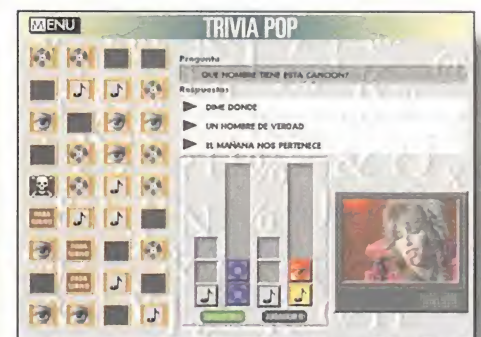 MENU
TRIVIA POP
Pregunta
QUE NOMBRE TIENE ESTA CANCION?
Respuestas
DIME DONDE
UN HOMBRE DE VERDAD
EL MAÑANA NOS PERTENECE